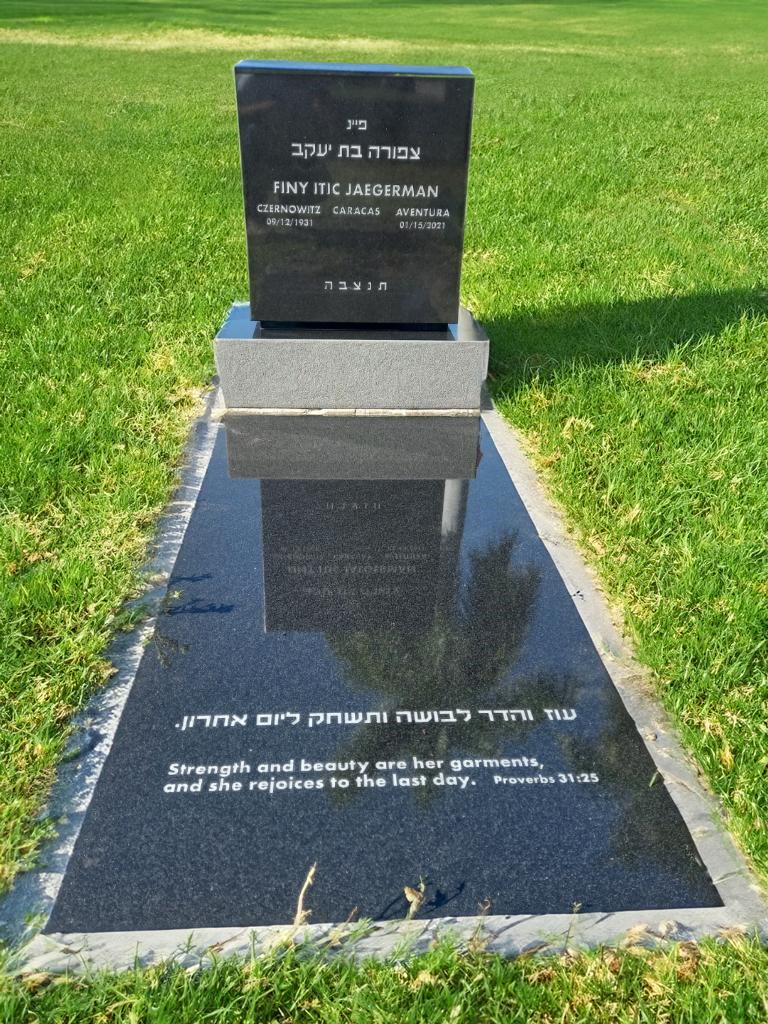 פ״נ
צפורה בת יעקב
FINY ITIC JAEGERMAN
CZERNOWITZ CARACAS AVENTURA
09/12/1931 01/15/2021
ת נ צ ב ה
עוז והדר לבושה ותשחק ליום אחרון.
Strength and beauty are her garments,
and she rejoices to the last day. Proverbs 31:25